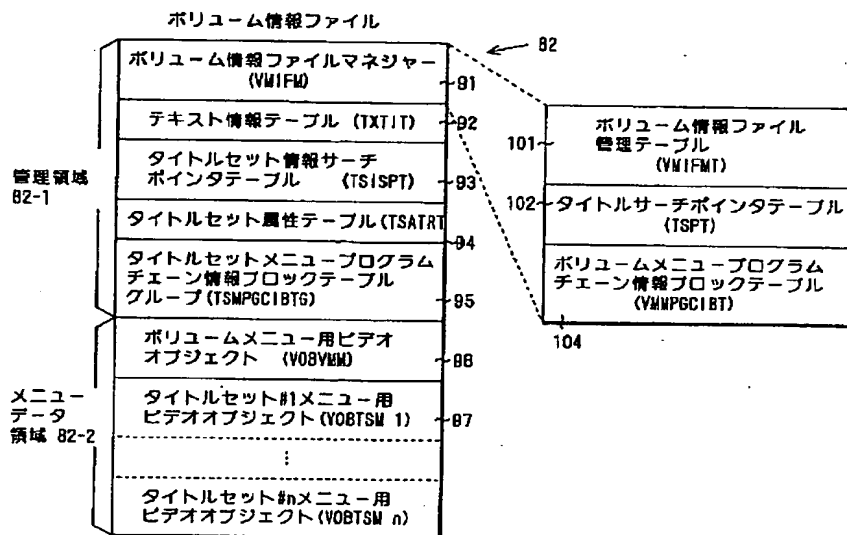 ボリューム情報ファイル
82
ボリューム情報ファイルマネジャー
(VMIFM)
91
テキスト情報テーブル (TXTIT)
92
タイトルセット情報サーチ
ポインタテーブル (TSISPT)
93
タイトルセット属性テーブル(TSATRT
94
タイトルセットメニュープログラム
チェーン情報ブロックテーブル
グループ(TSMPGCIBTG)
95
管理領域
82-1
ボリュームメニュー用ビデオ
オブジェクト (VOBVMM)
タイトルセット#1メニュー用
ビデオオブジェクト(VOBTSM 1)
⋮
タイトルセット#nメニュー用
ビデオオブジェクト(VOBTSM n)
メニュー
データ
領域 82-2
101
ボリューム情報ファイル
管理テーブル
(VMIFMT)
102
タイトルサーチポインタテーブル
(TSPT)
ボリュームメニュープログラム
チェーン情報ブロックテーブル
(VMMPGCIBT)
104